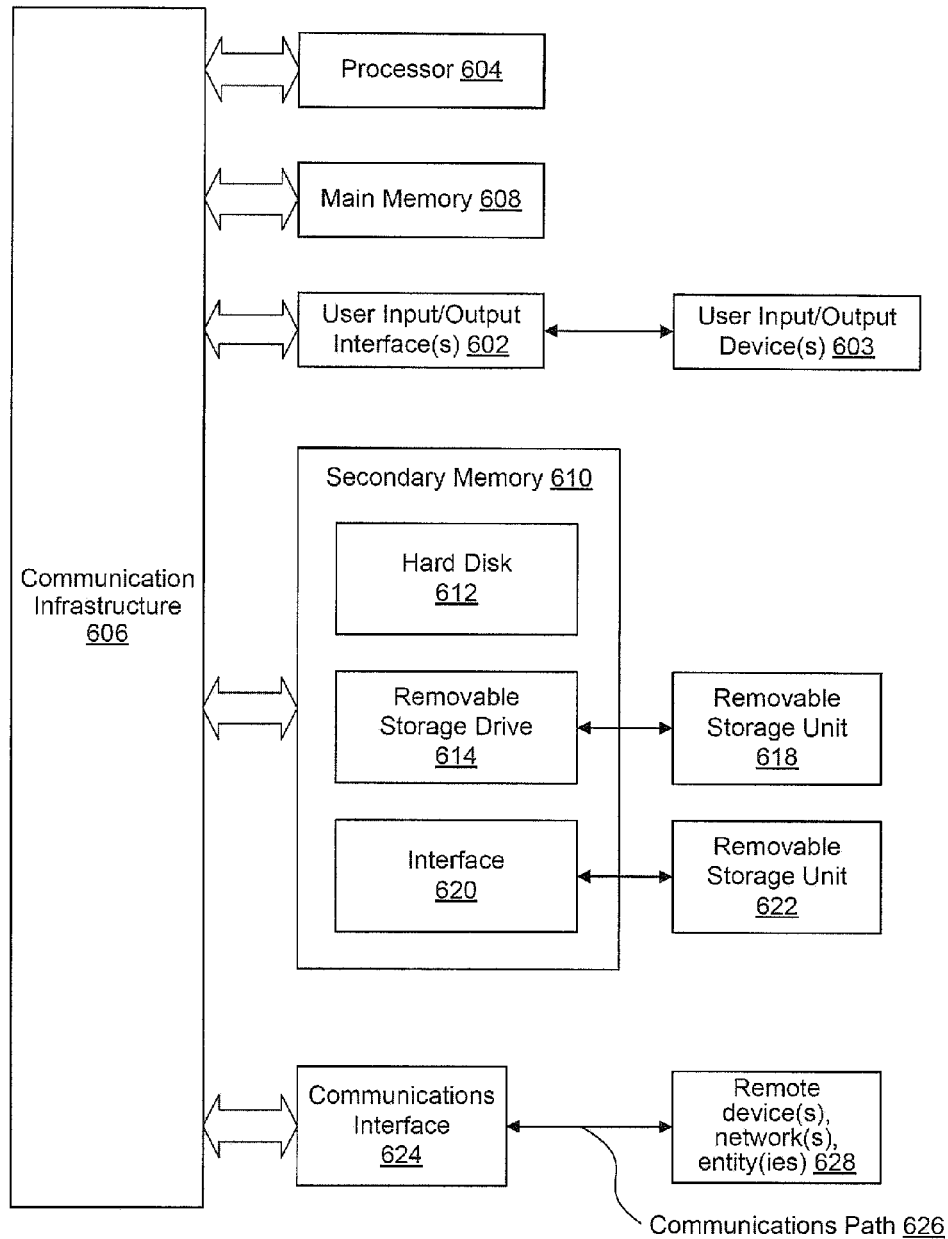 Processor 604
Main Memory 608
User Input/Output
Interface(s) 602
User Input/Output
Device(s) 603
Secondary Memory 610
Hard Disk
612
Communication
Infrastructure
606
Removable
Storage Drive
614
Removable
Storage Unit
618
Interface
620
Removable
Storage Unit
622
Communications
Interface
624
Remote
device(s),
network(s),
entity(ies) 628
Communications Path 626